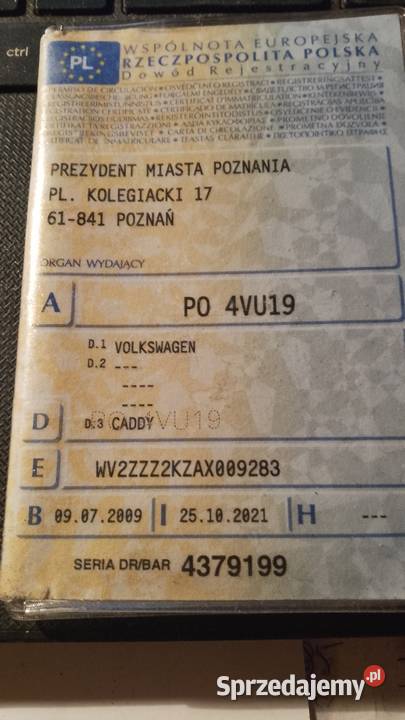 ctrl
PL
WSPÓLNOTA EUROPEJSKA
RZECZPOSPOLITA POLSKA
Dowód Rejestracyjny
PREZYDENT MIASTA POZNANIA
PL. KOLEGIACKI 17
61-841 POZNAŃ
ORGAN WYDAJĄCY
A PO 4VU19
D.1 VOLKSWAGEN
D.2 ---
----
----
PO 4VU19
D D.3 CADDY
E WV2ZZZ2KZAX009283
B 09.07.2009 I 25.10.2021 H ---
SERIA DR/BAR 4379199
Sprzedajemy.pl